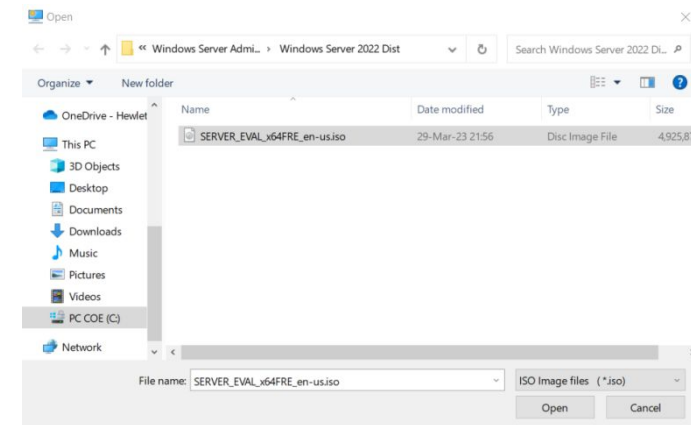 Open
« Windows Server Admi... › Windows Server 2022 Dist
Search Windows Server 2022 Di...
Organize
New folder
Name
Date modified
Type
Size
SERVER_EVAL_x64FRE_en-us.iso
29-Mar-23 21:56
Disc Image File
4,925,8
OneDrive - Hewlet
This PC
3D Objects
Desktop
Documents
Downloads
Music
Pictures
Videos
PC COE (C:)
Network
File name:
SERVER_EVAL_x64FRE_en-us.iso
ISO Image files (*.iso)
Open
Cancel